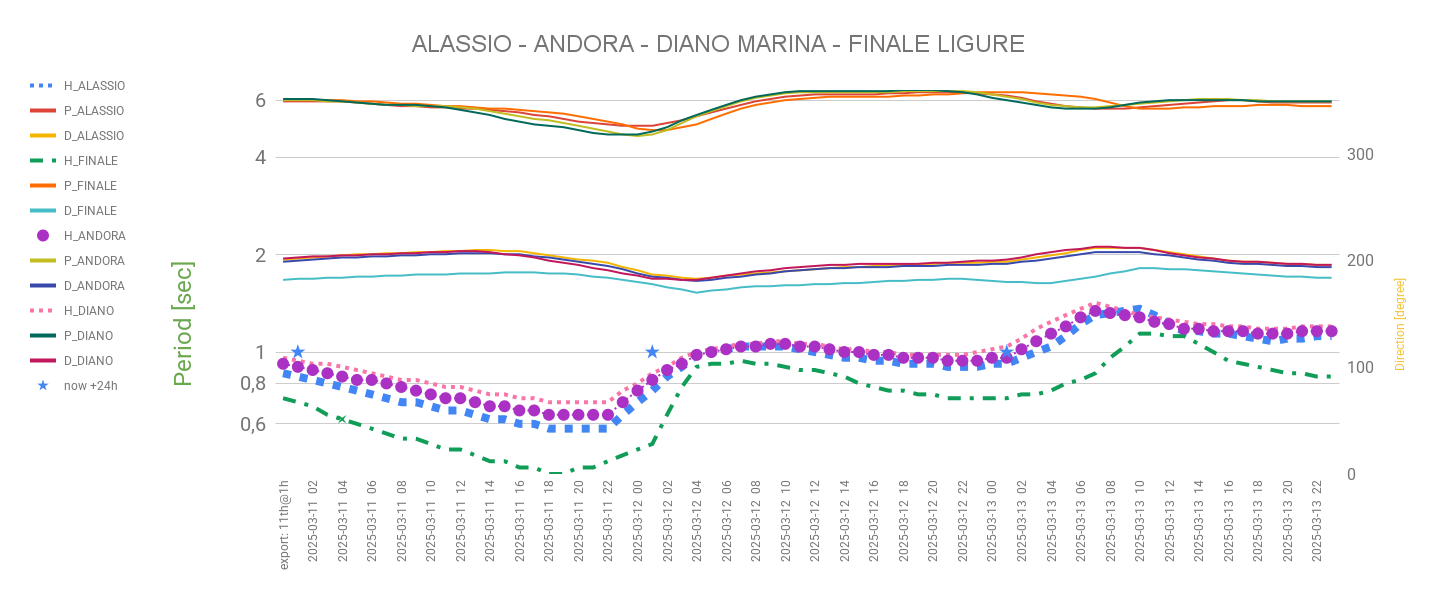 ALASSIO - ANDORA - DIANO MARINA - FINALE LIGURE
H_ALASSIO
P_ALASSIO
D_ALASSIO
H_FINALE
P_FINALE
D_FINALE
H_ANDORA
P_ANDORA
D_ANDORA
H_DIANO
P_DIANO
D_DIANO
now +24h
Period [sec]
6
4
2
1
0,8
0,6
300
200
100
0
Direction [degree]
export: 11th@1h
2025-03-11 02
2025-03-11 04
2025-03-11 06
2025-03-11 08
2025-03-11 10
2025-03-11 12
2025-03-11 14
2025-03-11 16
2025-03-11 18
2025-03-11 20
2025-03-11 22
2025-03-12 00
2025-03-12 02
2025-03-12 04
2025-03-12 06
2025-03-12 08
2025-03-12 10
2025-03-12 12
2025-03-12 14
2025-03-12 16
2025-03-12 18
2025-03-12 20
2025-03-12 22
2025-03-13 00
2025-03-13 02
2025-03-13 04
2025-03-13 06
2025-03-13 08
2025-03-13 10
2025-03-13 12
2025-03-13 14
2025-03-13 16
2025-03-13 18
2025-03-13 20
2025-03-13 22